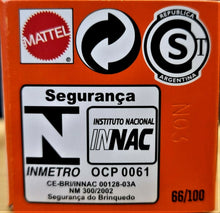 MATTEL
REPUBLICA
ARGENTINA
Segurança
INSTITUTO NACIONAL
INNAC
INMETRO OCP 0061
CE-BRI/INNAC 00128-03A
NM 300/2002
Segurança do Brinquedo
66/100